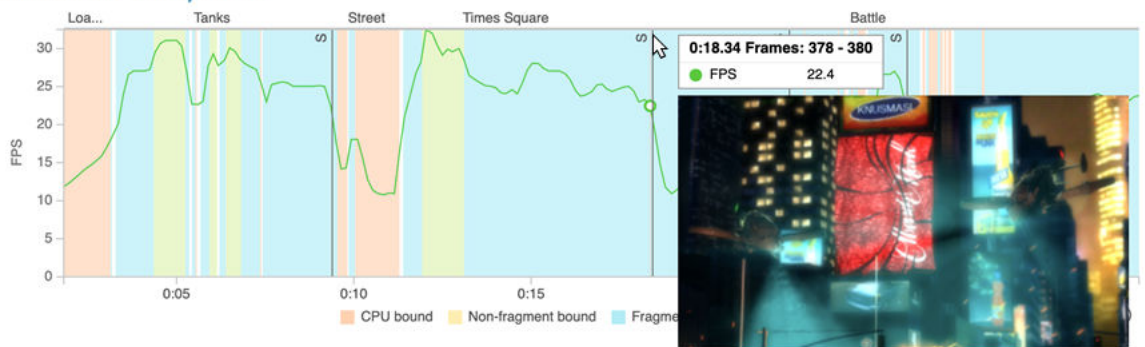 Loa... Tanks Street Times Square Battle
30
25
20
15
10
5
0
FPS
S
S
S
0:18.34 Frames: 378 - 380
FPS 22.4
KNUSMASL
0:05 0:10 0:15
CPU bound Non-fragment bound Fragme